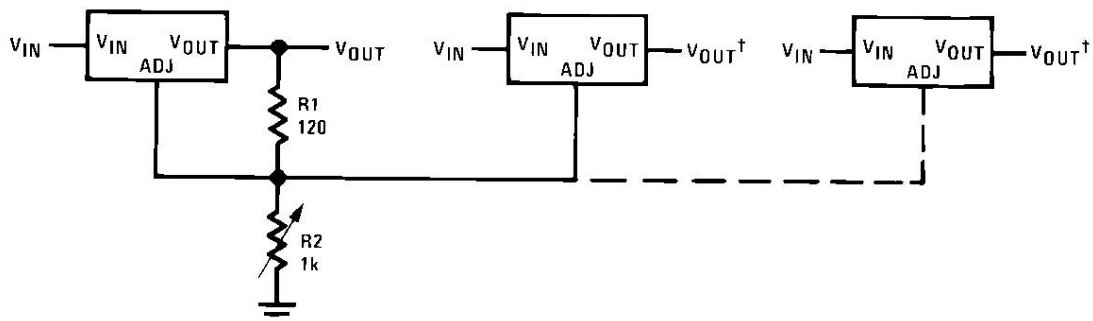 VIN VIN VOUT ADJ VOUT
VIN VIN VOUT ADJ VOUT†
VIN VIN VOUT ADJ VOUT†
R1
120
R2
1k